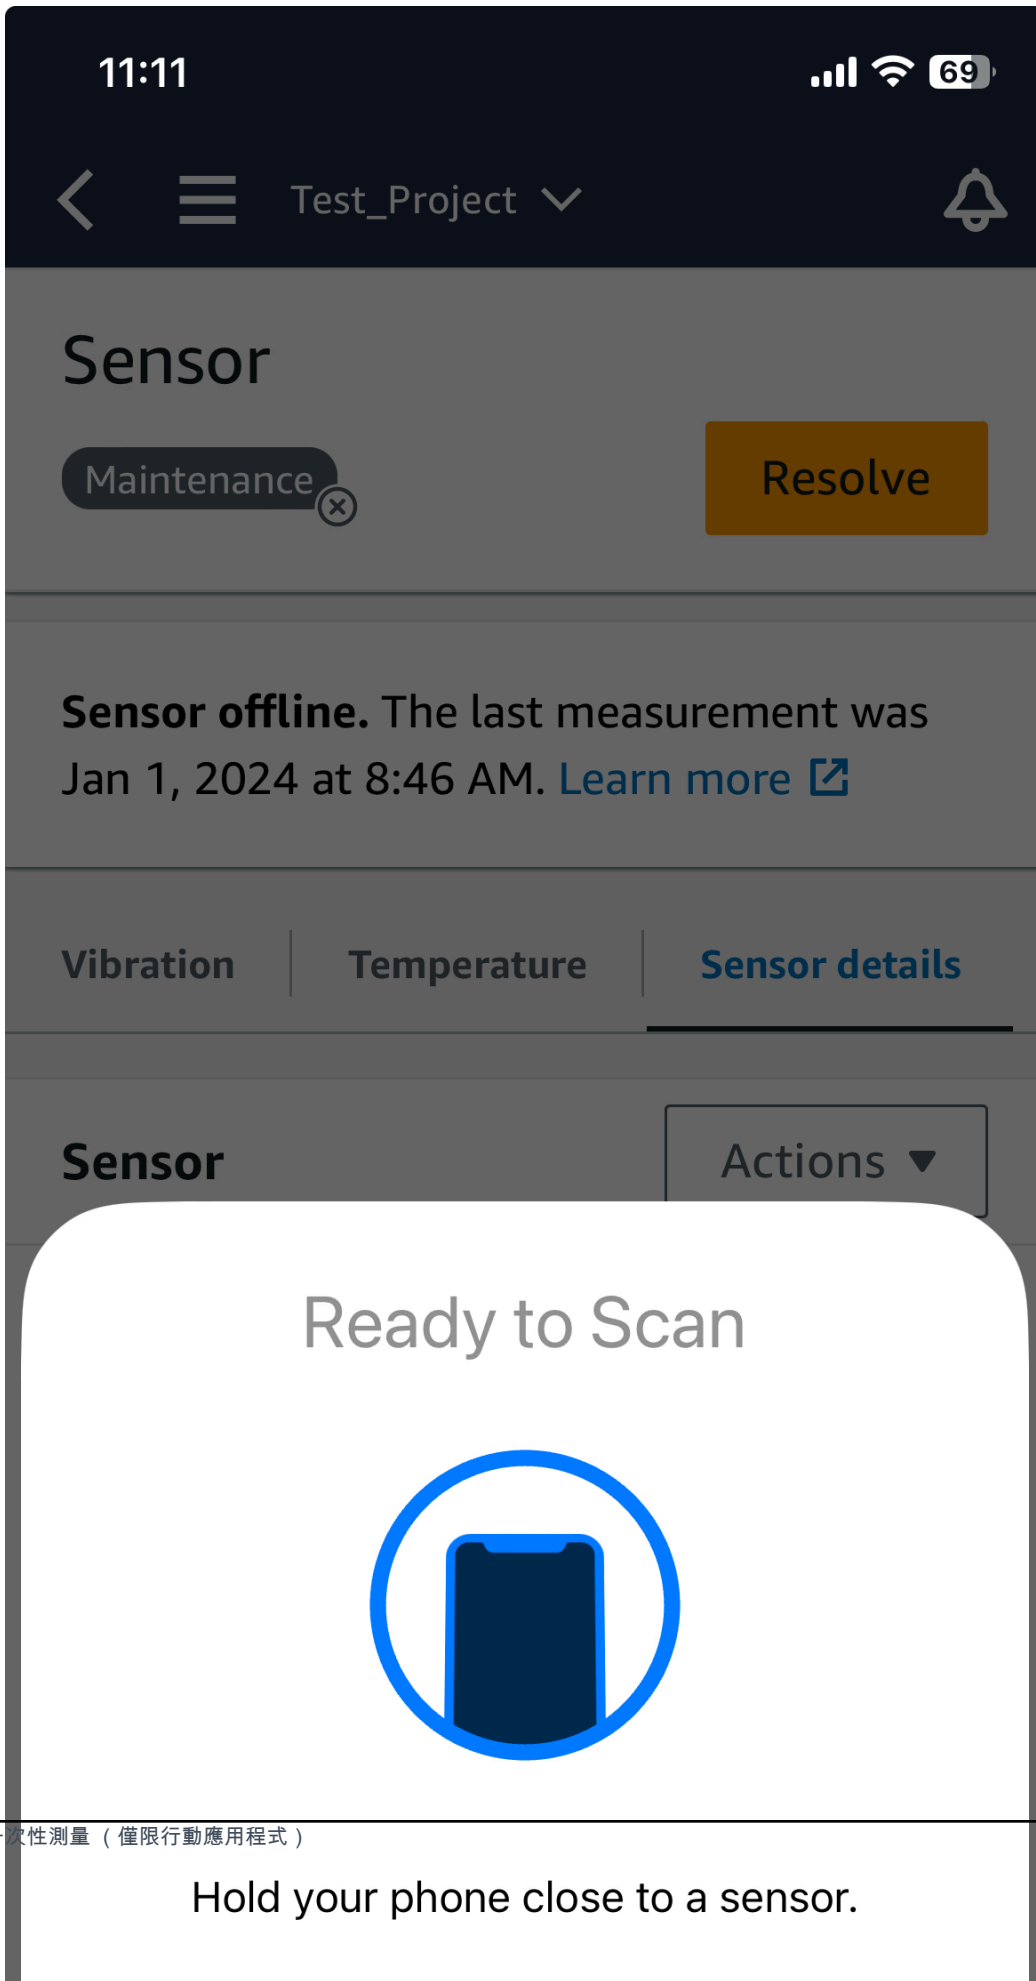 11:11
69
Test_Project
Sensor
Maintenance
Resolve
Sensor offline. The last measurement was
Jan 1, 2024 at 8:46 AM. Learn more
Vibration
Temperature
Sensor details
Sensor
Actions
Ready to Scan
次性測量 （僅限行動應用程式）
Hold your phone close to a sensor.